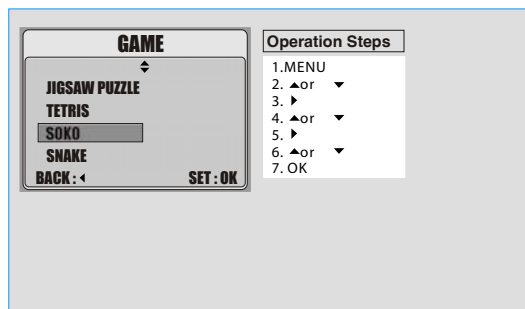 GAME
JIGSAW PUZZLE
TETRIS
SOKO
SNAKE
BACK : SET : OK
Operation Steps
1.MENU
2. ▲or ▼
3. ▶
4. ▲or ▼
5. ▶
6. ▲or ▼
7. OK